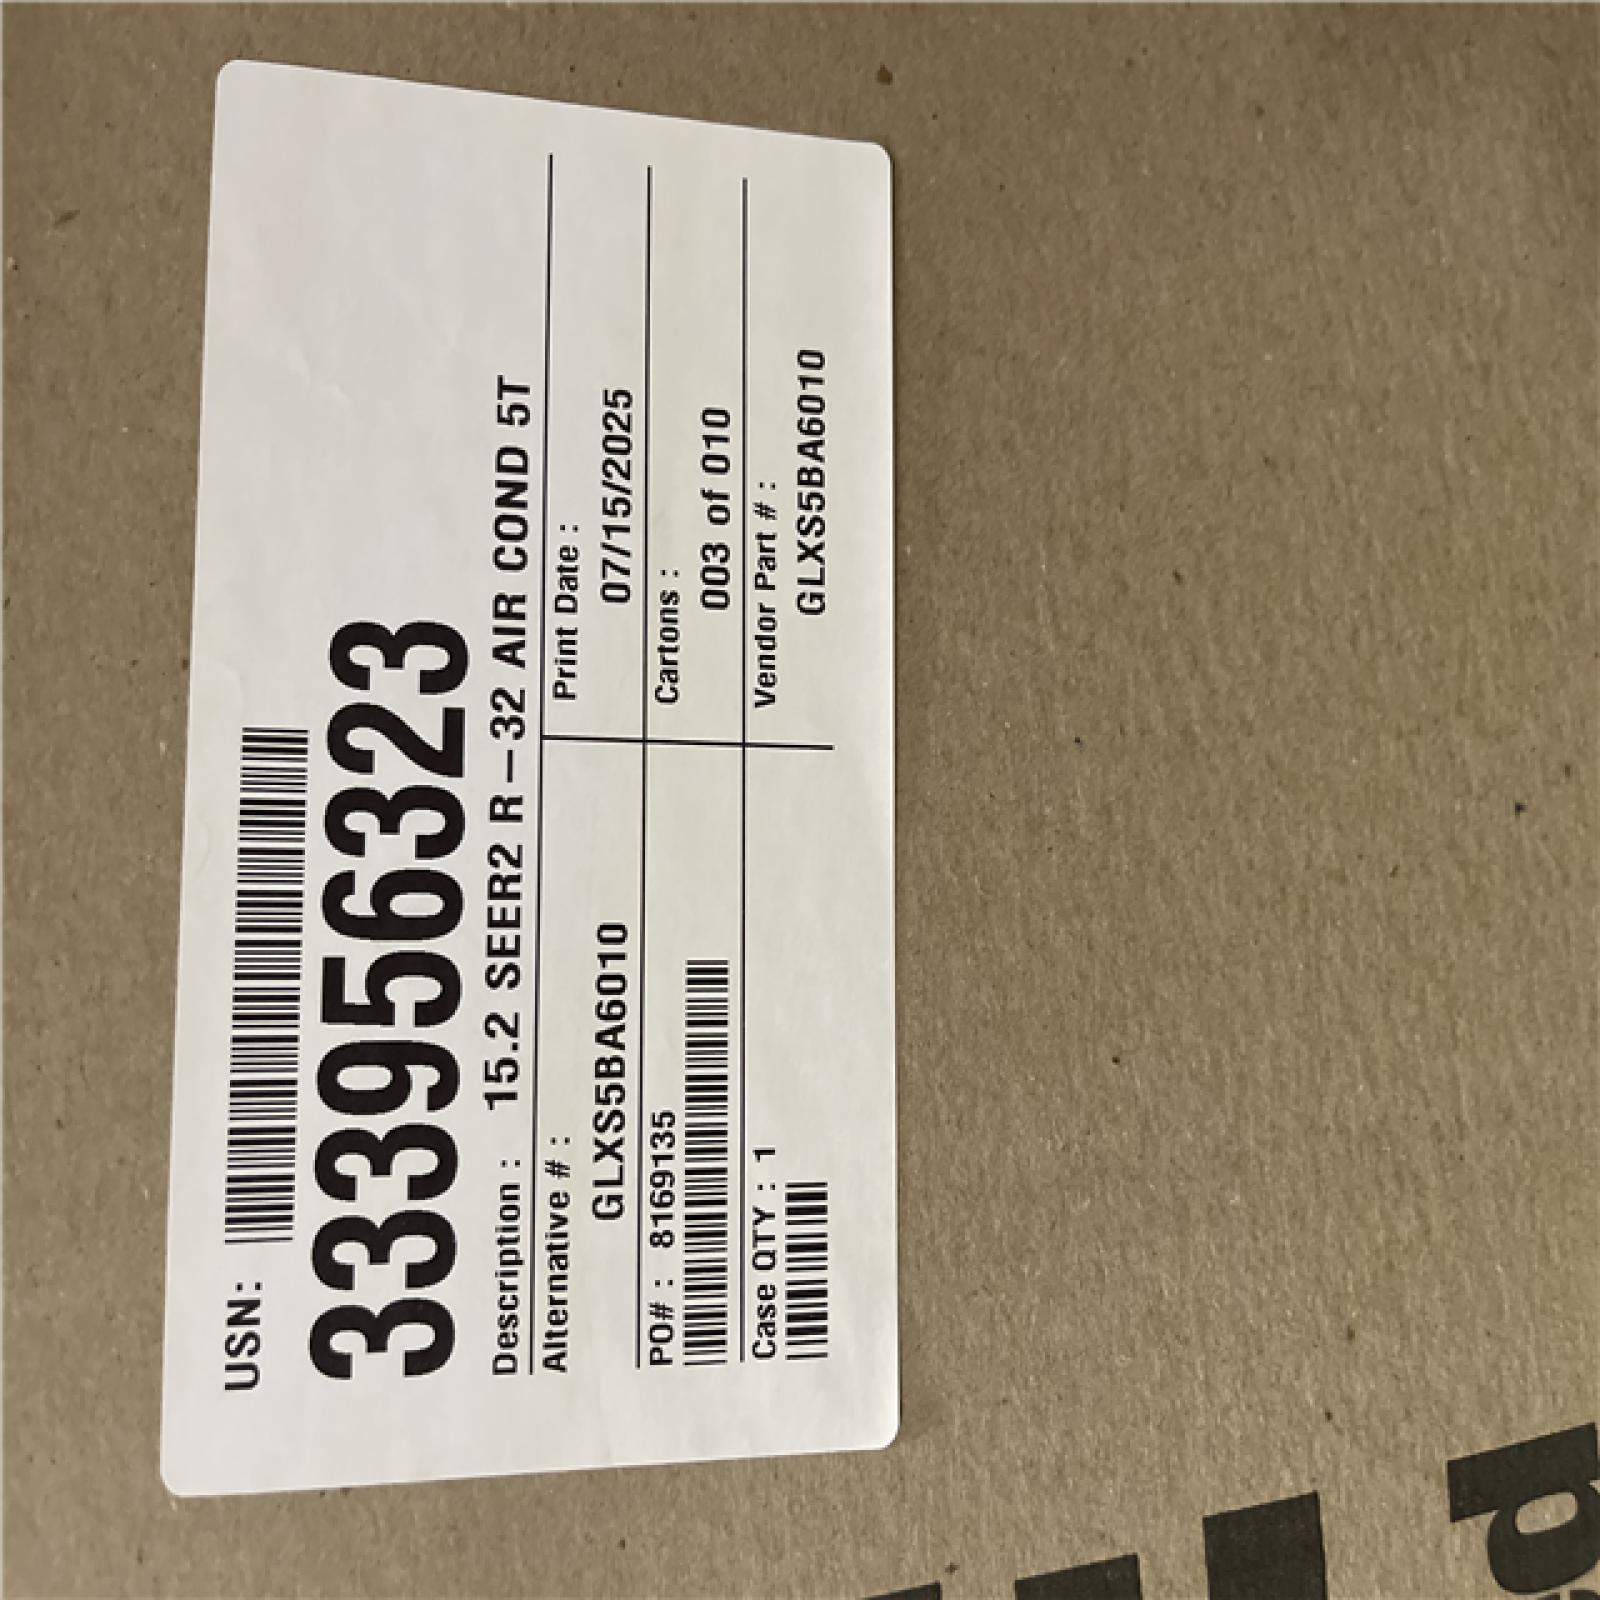 USN:
333956323
Description : 15.2 SEER2 R-32 AIR COND 5T
Alternative # :
GLXS5BA6010
Print Date :
07/15/2025
PO# : 8169135
Cartons :
003 of 010
Case QTY : 1
Vendor Part # :
GLXS5BA6010